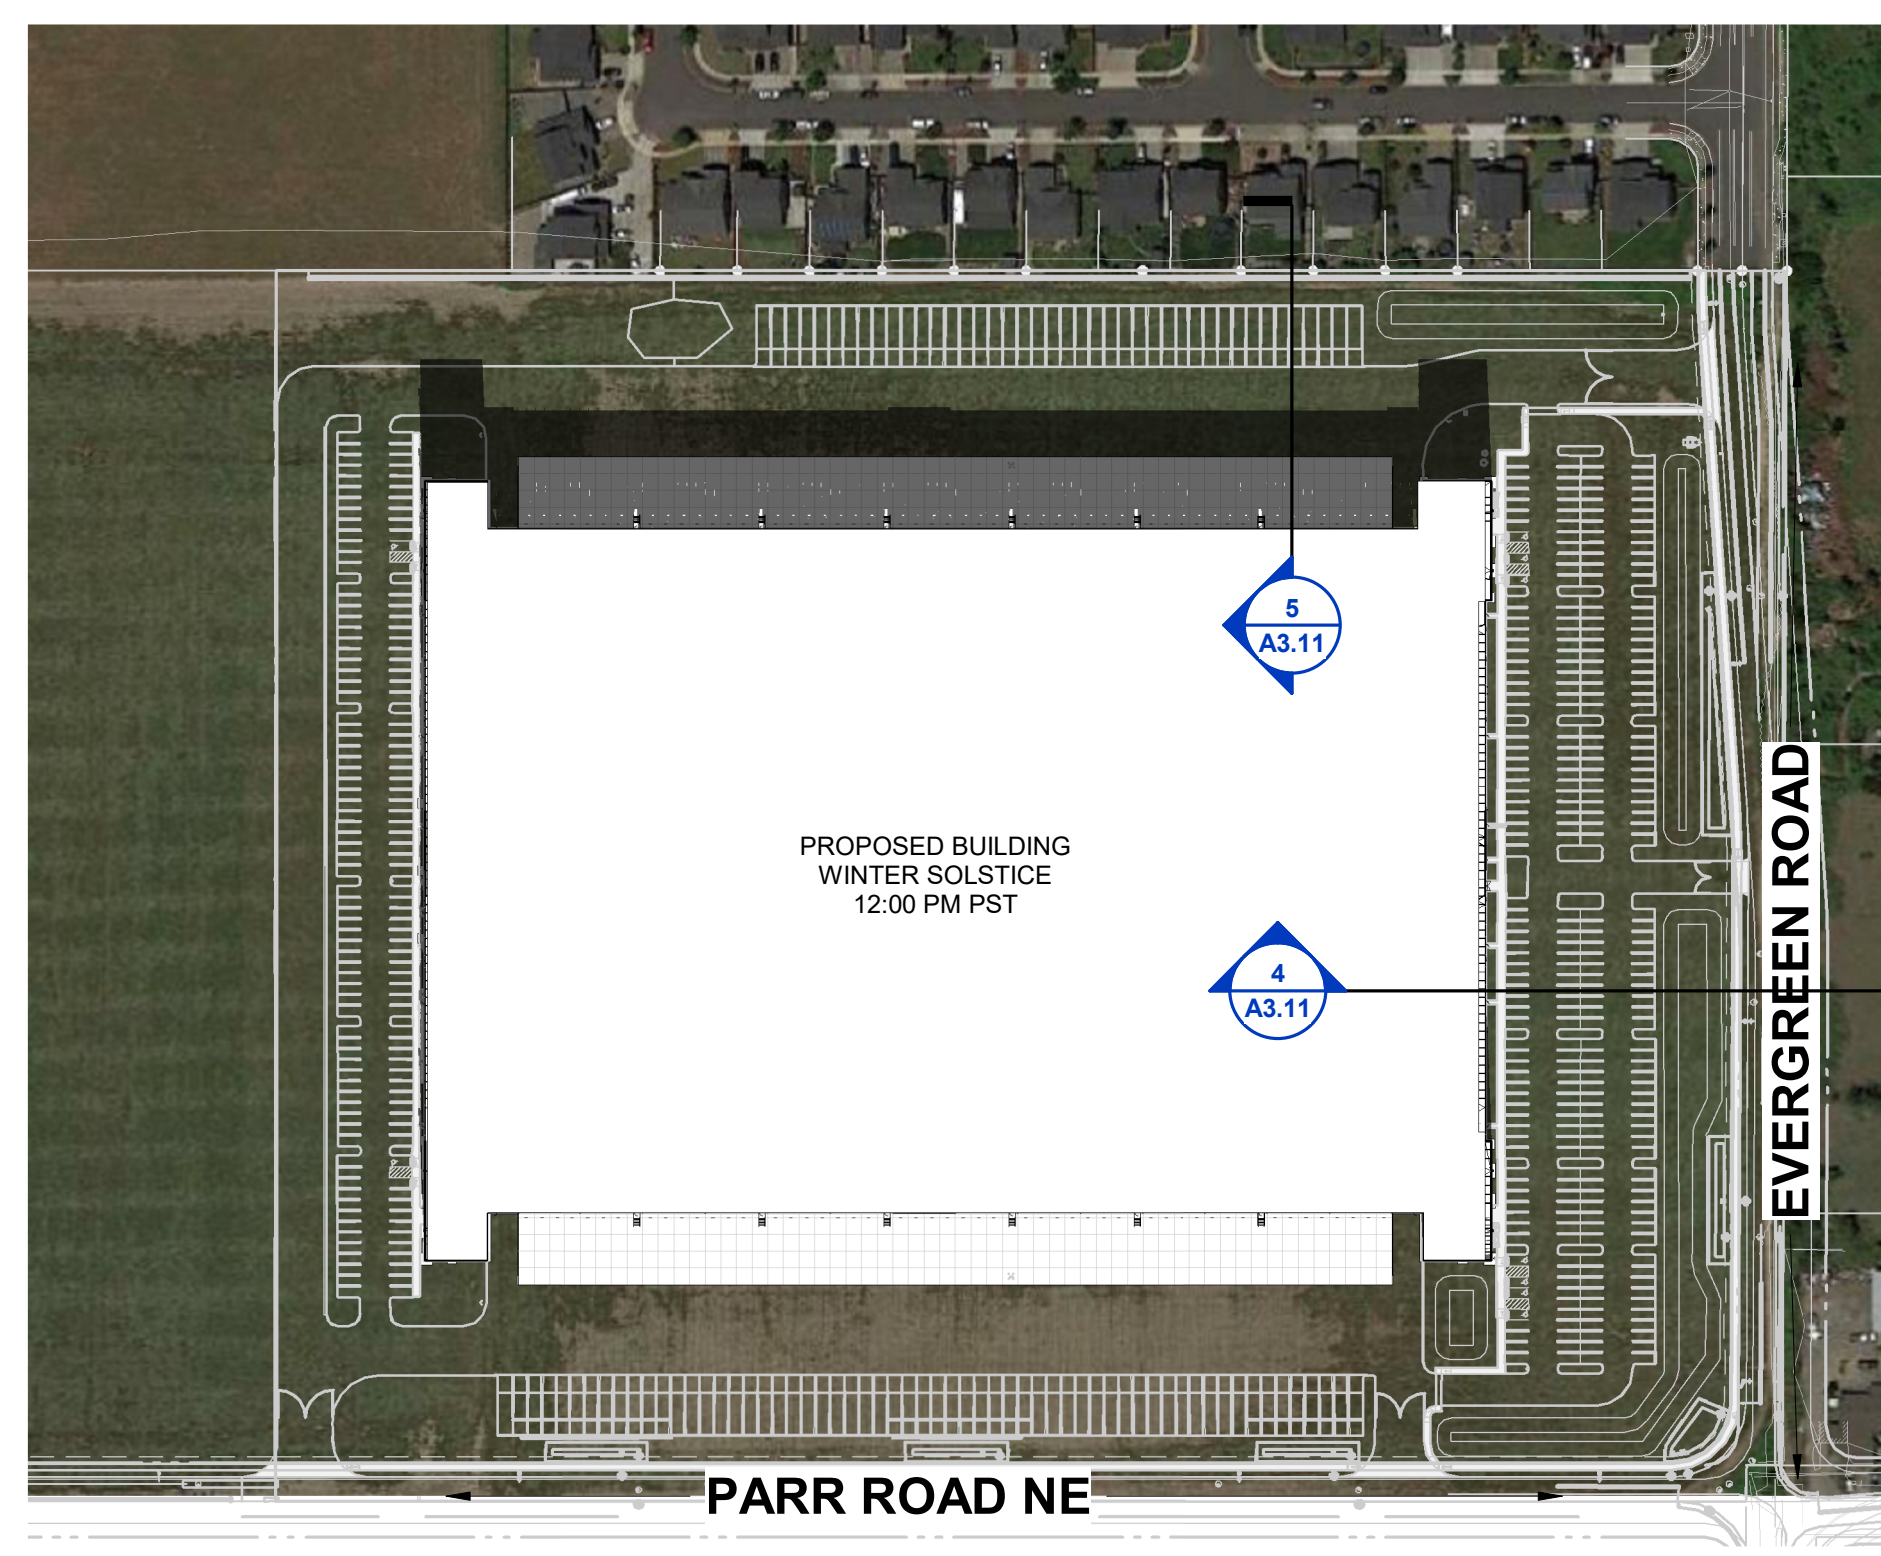 5
A3.11
PROPOSED BUILDING
WINTER SOLSTICE
12:00 PM PST
4
A3.11
EVERGREEN ROAD
PARR ROAD NE